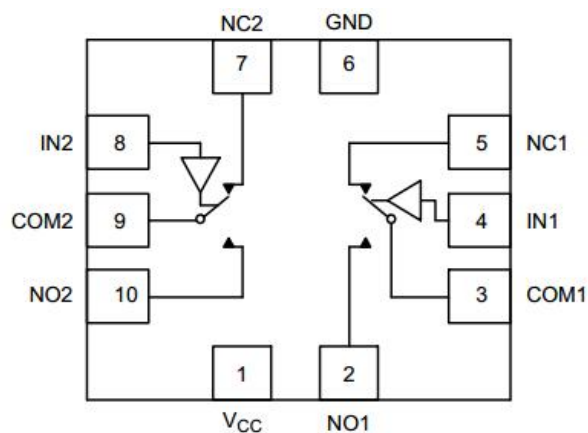 NC2 GND
7 6
IN2 8 5 NC1
COM2 9 4 IN1
NO2 10 3 COM1
1 2
VCC NO1